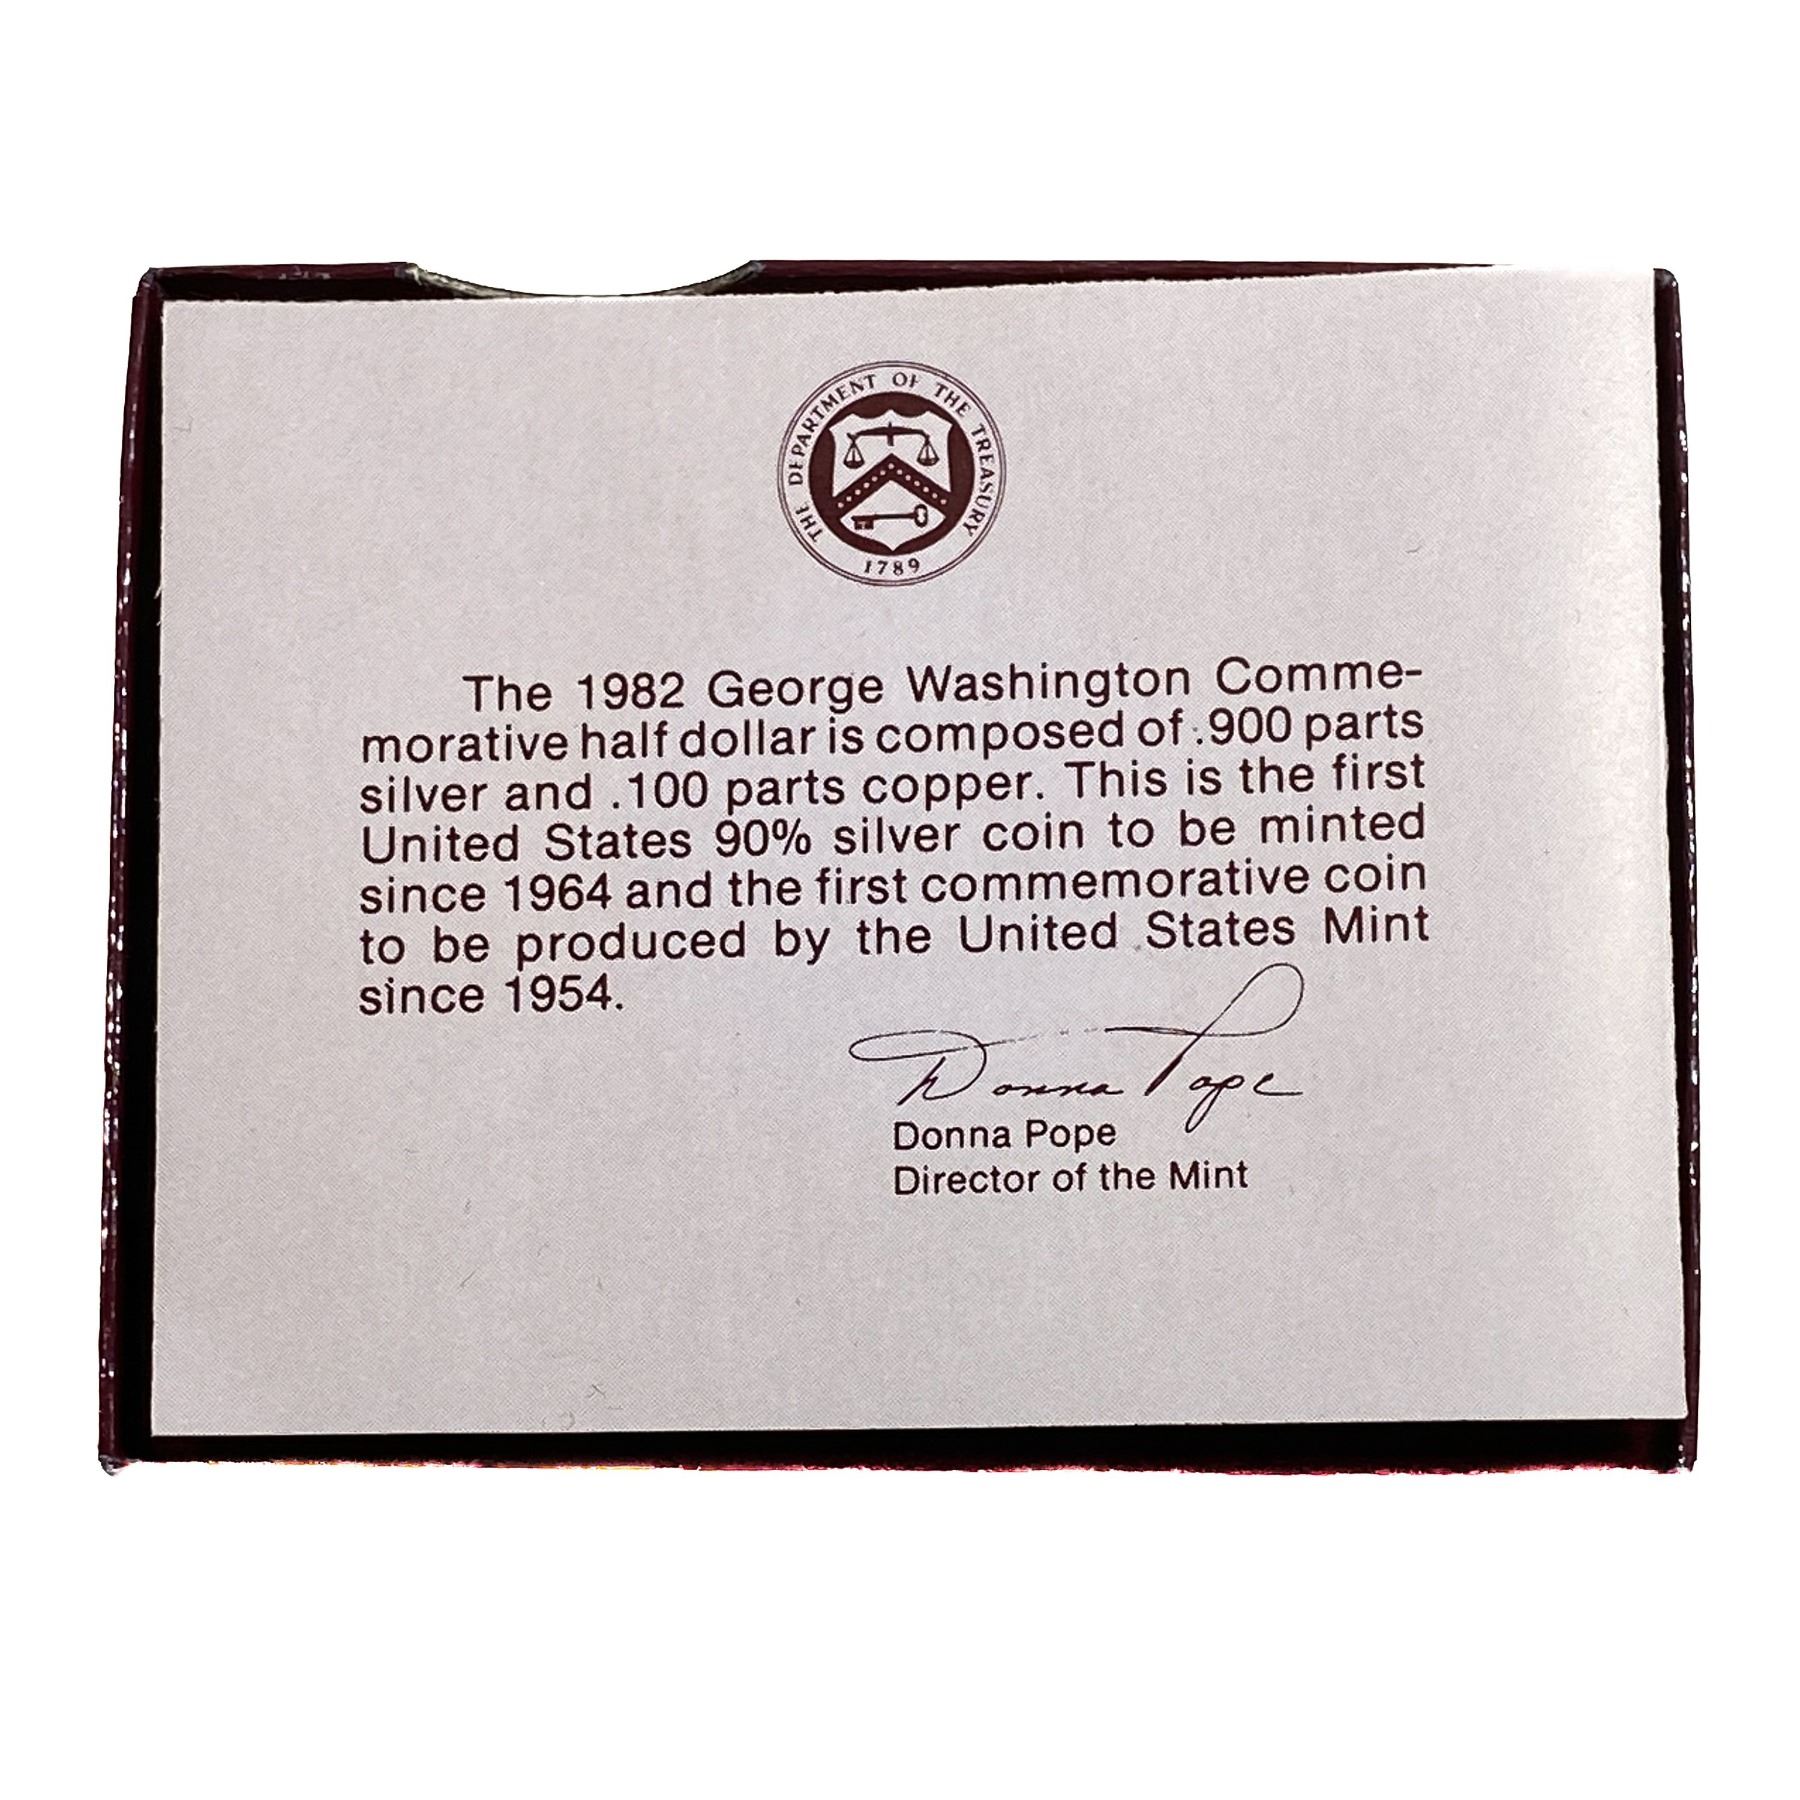 THE DEPARTMENT OF THE TREASURY
1789
The 1982 George Washington Comme-
morative half dollar is composed of .900 parts
silver and .100 parts copper. This is the first
United States 90% silver coin to be minted
since 1964 and the first commemorative coin
to be produced by the United States Mint
since 1954.
Donna Pope
Donna Pope
Director of the Mint